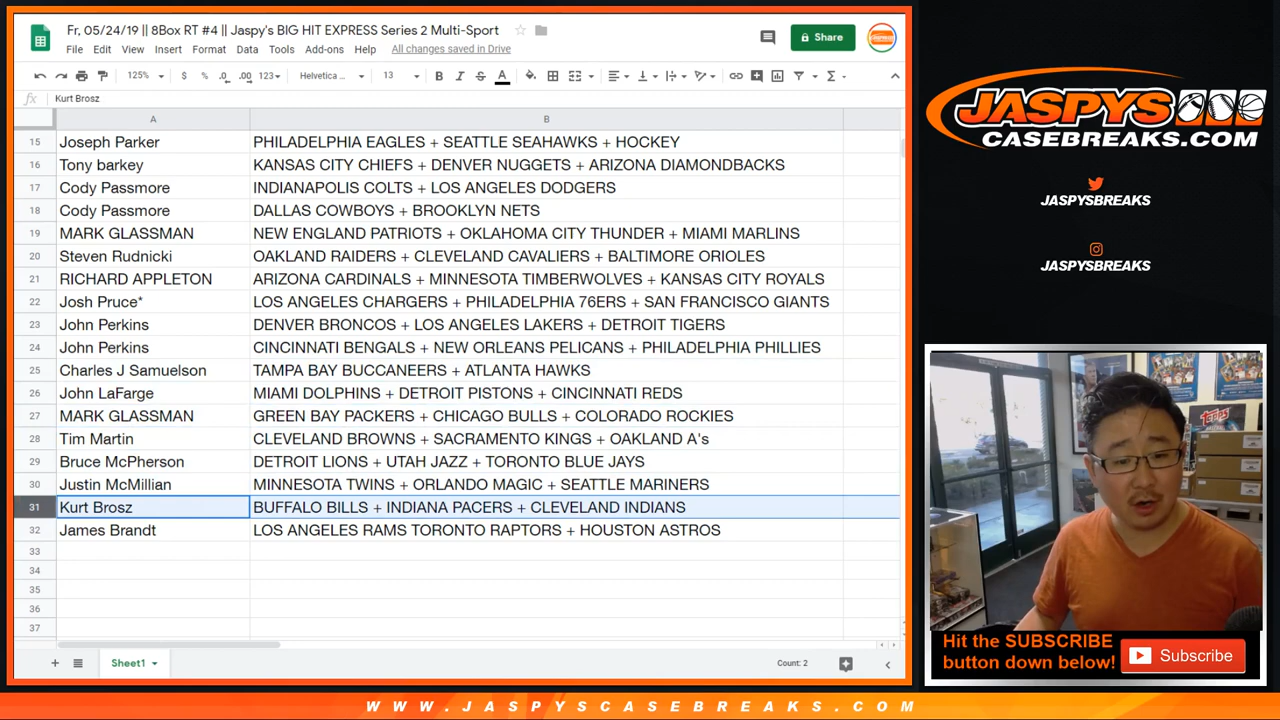 Fr, 05/24/19 || 8Box RT #4 || Jaspy's BIG HIT EXPRESS Series 2 Multi-Sport
File Edit View Insert Format Data Tools Add-ons Help All changes saved in Drive
Share
125% $ % .0 .00 123 Helvetica ... 13 B I S A
fx Kurt Brosz
A B
15 Joseph Parker PHILADELPHIA EAGLES + SEATTLE SEAHAWKS + HOCKEY
16 Tony barkey KANSAS CITY CHIEFS + DENVER NUGGETS + ARIZONA DIAMONDBACKS
17 Cody Passmore INDIANAPOLIS COLTS + LOS ANGELES DODGERS
18 Cody Passmore DALLAS COWBOYS + BROOKLYN NETS
19 MARK GLASSMAN NEW ENGLAND PATRIOTS + OKLAHOMA CITY THUNDER + MIAMI MARLINS
20 Steven Rudnicki OAKLAND RAIDERS + CLEVELAND CAVALIERS + BALTIMORE ORIOLES
21 RICHARD APPLETON ARIZONA CARDINALS + MINNESOTA TIMBERWOLVES + KANSAS CITY ROYALS
22 Josh Pruce* LOS ANGELES CHARGERS + PHILADELPHIA 76ERS + SAN FRANCISCO GIANTS
23 John Perkins DENVER BRONCOS + LOS ANGELES LAKERS + DETROIT TIGERS
24 John Perkins CINCINNATI BENGALS + NEW ORLEANS PELICANS + PHILADELPHIA PHILLIES
25 Charles J Samuelson TAMPA BAY BUCCANEERS + ATLANTA HAWKS
26 John LaFarge MIAMI DOLPHINS + DETROIT PISTONS + CINCINNATI REDS
27 MARK GLASSMAN GREEN BAY PACKERS + CHICAGO BULLS + COLORADO ROCKIES
28 Tim Martin CLEVELAND BROWNS + SACRAMENTO KINGS + OAKLAND A's
29 Bruce McPherson DETROIT LIONS + UTAH JAZZ + TORONTO BLUE JAYS
30 Justin McMillian MINNESOTA TWINS + ORLANDO MAGIC + SEATTLE MARINERS
31 Kurt Brosz BUFFALO BILLS + INDIANA PACERS + CLEVELAND INDIANS
32 James Brandt LOS ANGELES RAMS TORONTO RAPTORS + HOUSTON ASTROS
33
34
35
36
37
Sheet1
Count: 2
JASPYS
CASEBREAKS.COM
JASPYSBREAKS
JASPYSBREAKS
topps
Hit the SUBSCRIBE
button down below!
Subscribe
WWW.JASPYSCASEBREAKS.COM